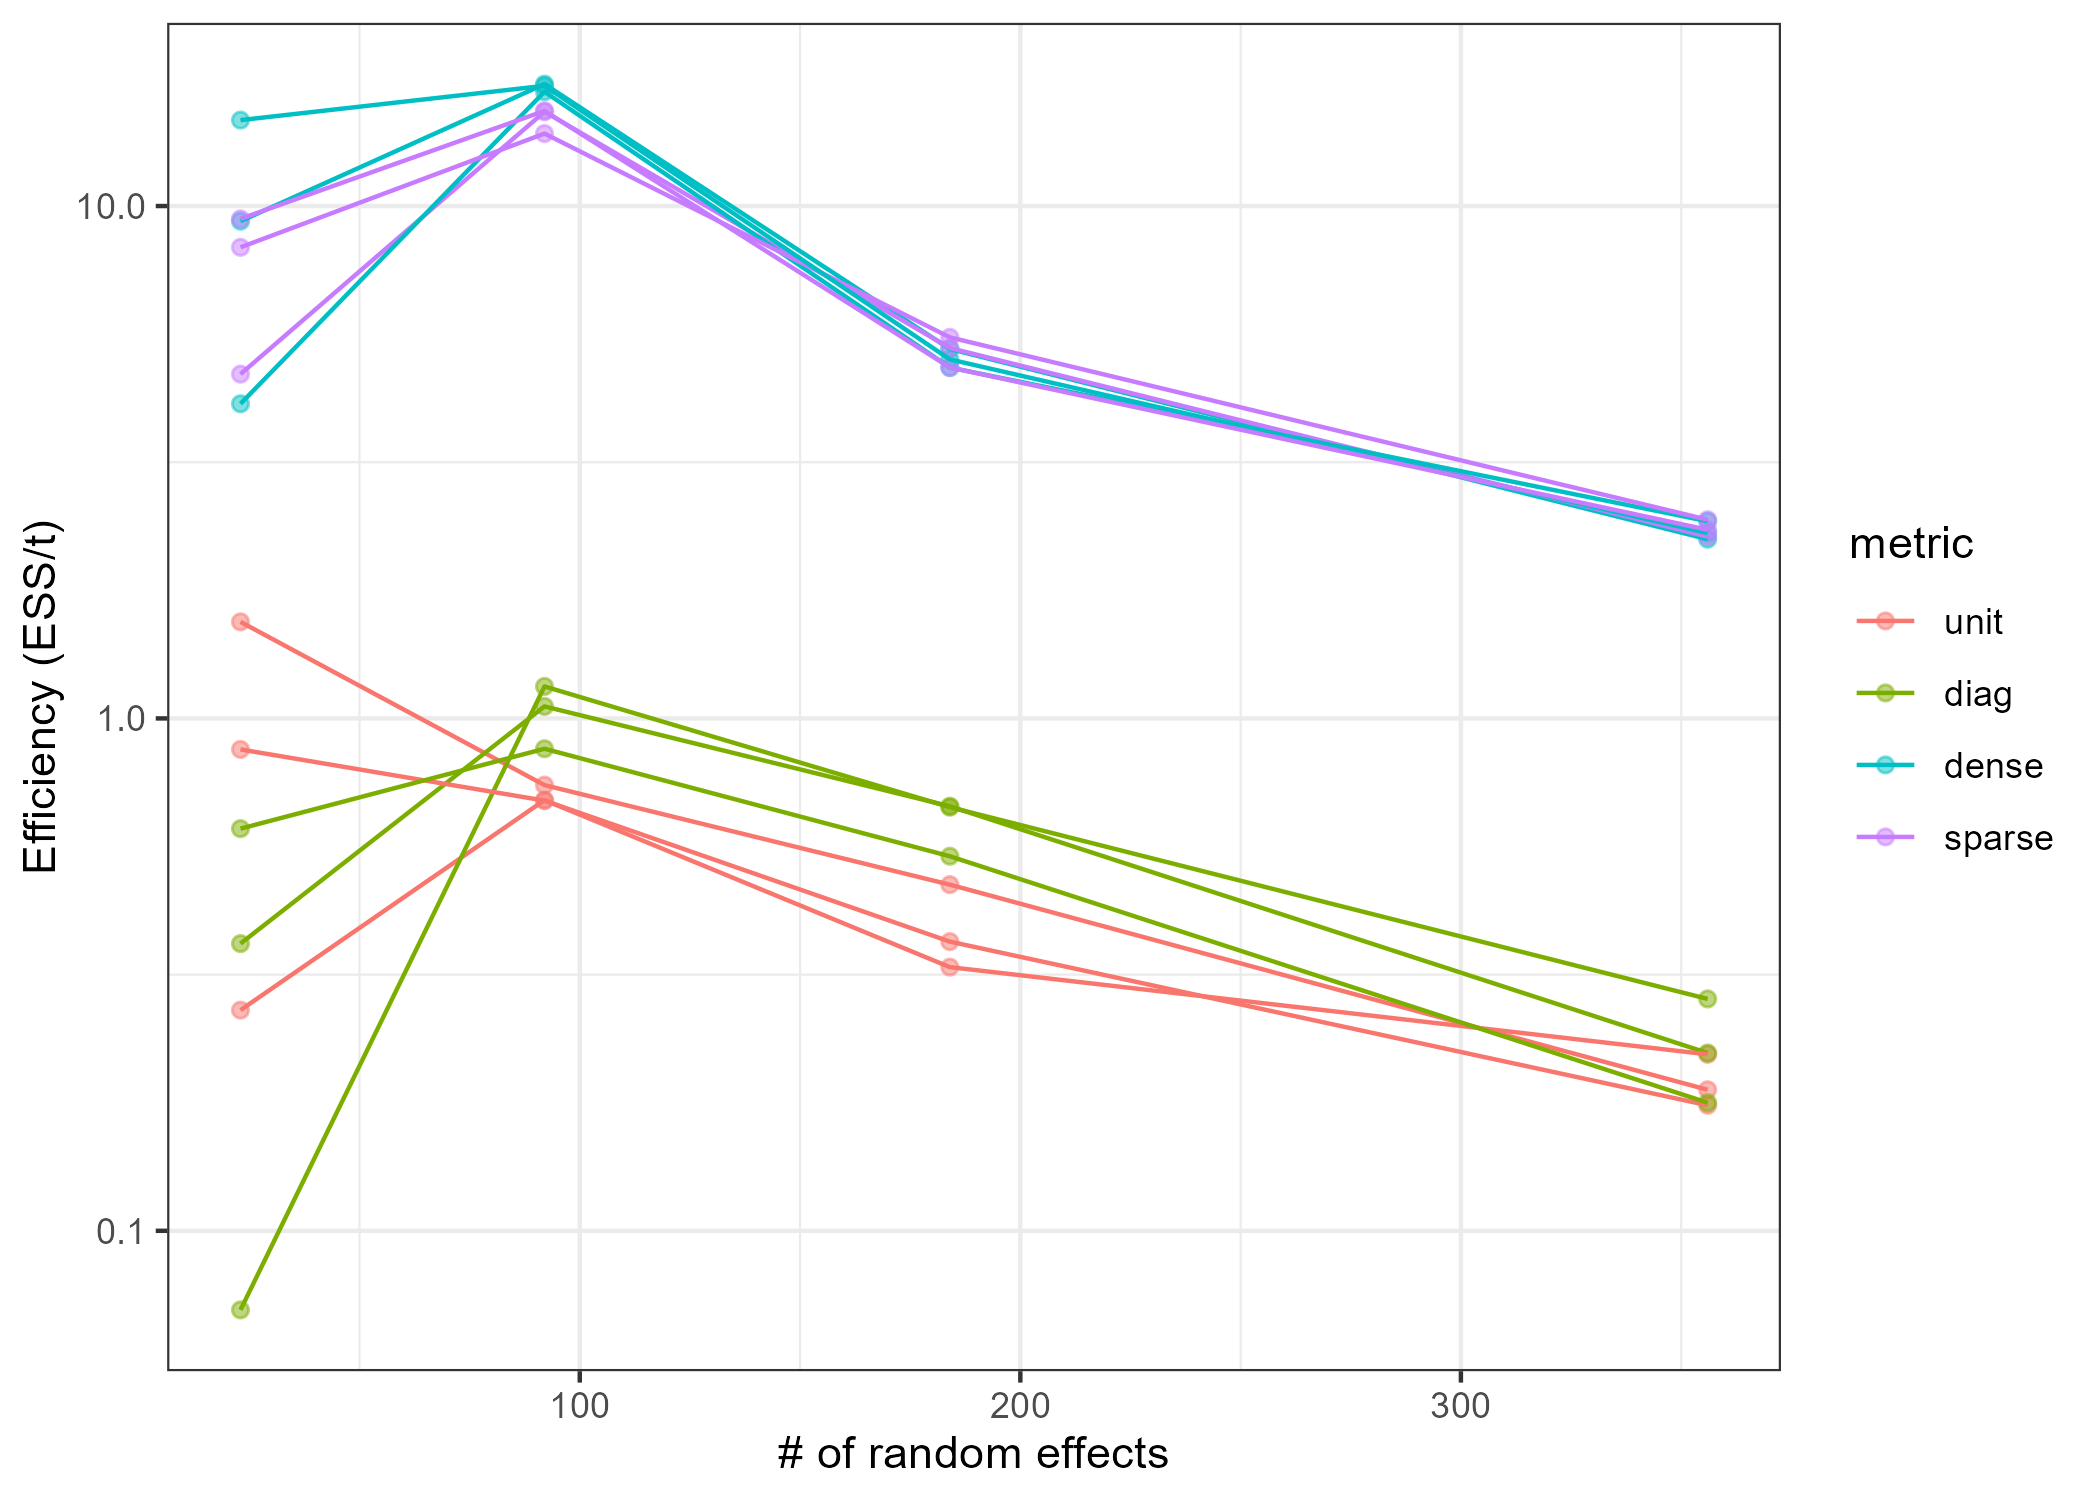 Efficiency (ESS/t)
10.0
1.0
0.1
100
200
300
# of random effects
metric
unit
diag
dense
sparse